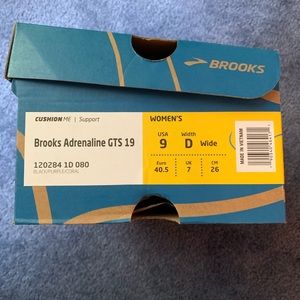 BROOKS
CUSHION ME | Support
Brooks Adrenaline GTS 19
120284 1D 080
BLACK/PURPLE/CORAL
WOMEN'S
USA Width
9 D Wide
Euro UK CM
40.5 7 26
MADE IN VIETNAM